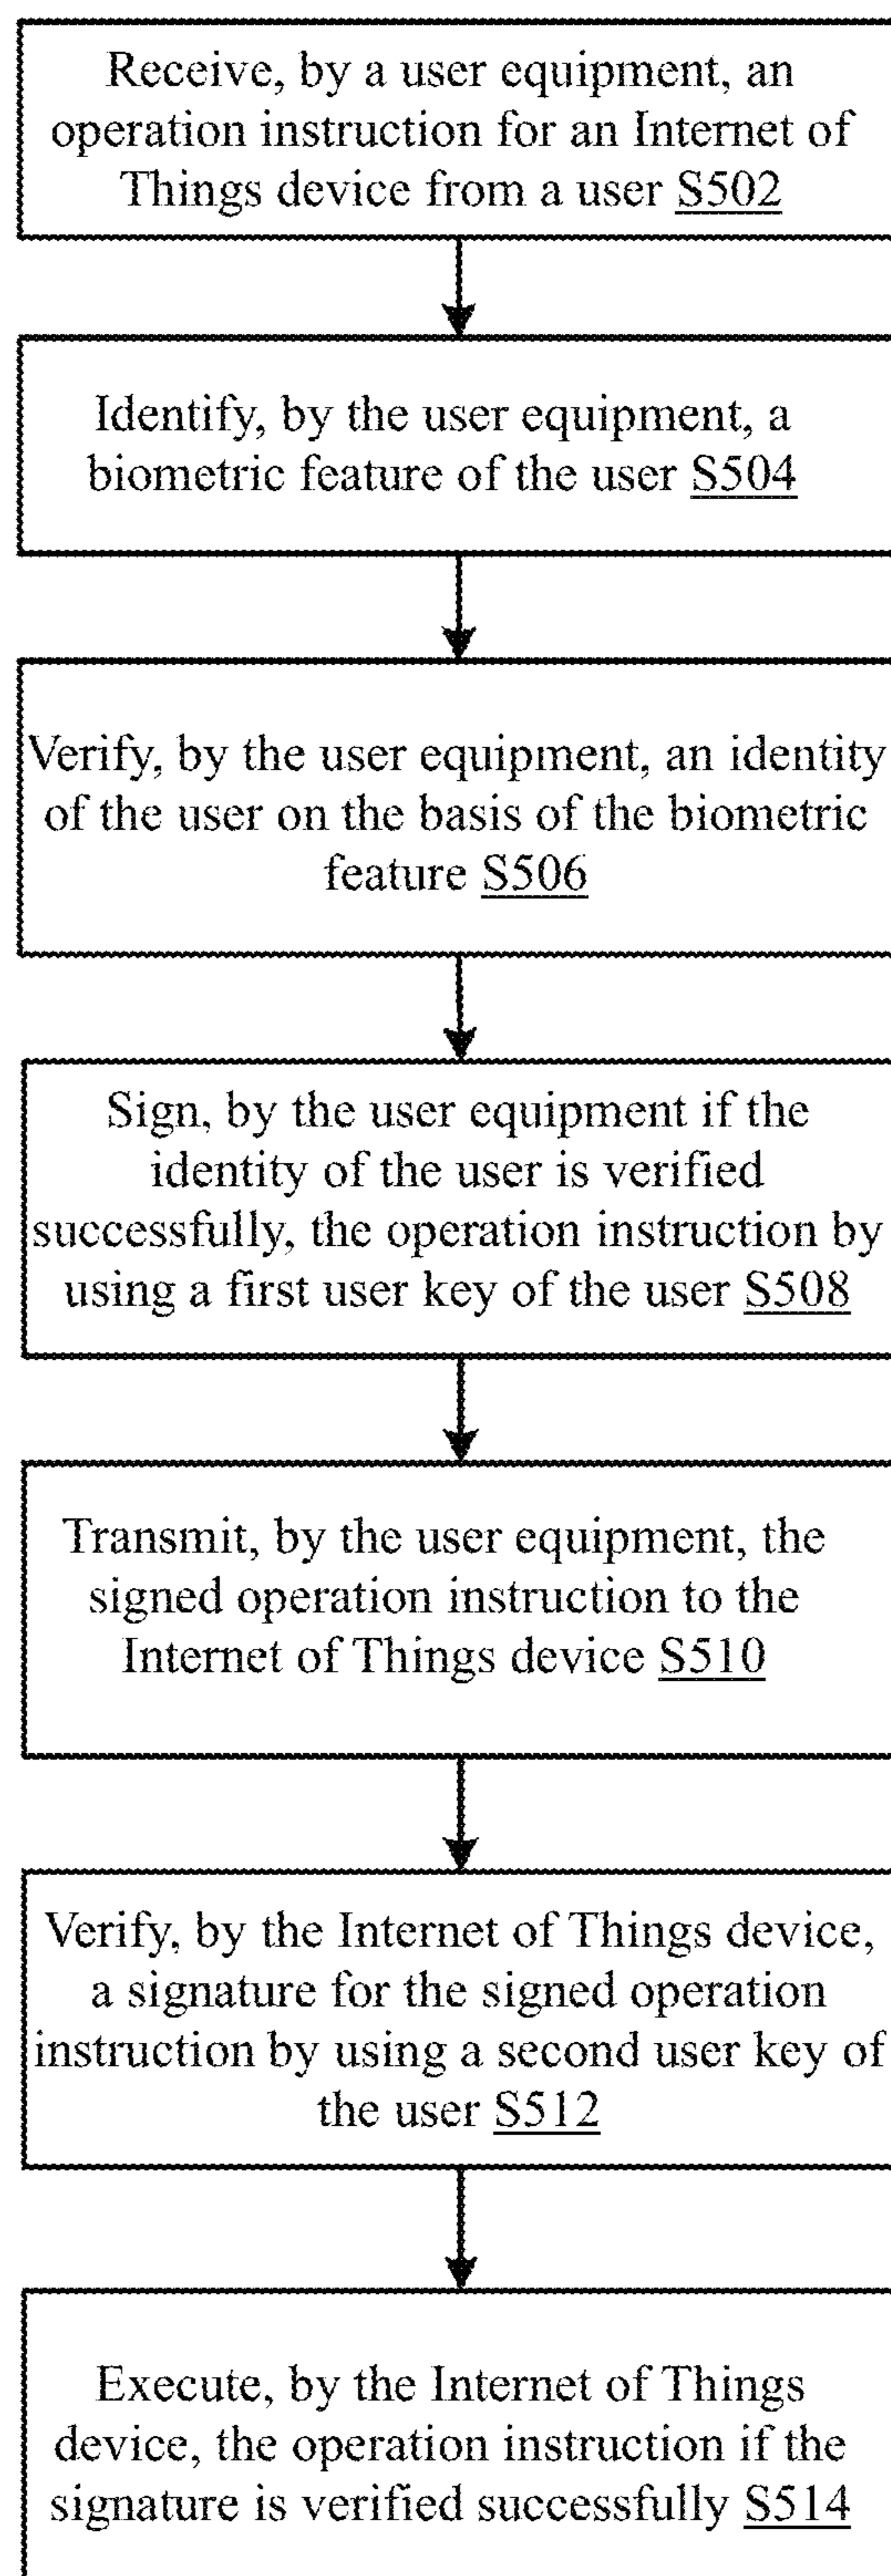 Receive, by a user equipment, an
operation instruction for an Internet of
Things device from a user S502
Identify, by the user equipment, a
biometric feature of the user S504
Verify, by the user equipment, an identity
of the user on the basis of the biometric
feature S506
Sign, by the user equipment if the
identity of the user is verified
successfully, the operation instruction by
using a first user key of the user S508
Transmit, by the user equipment, the
signed operation instruction to the
Internet of Things device S510
Verify, by the Internet of Things device,
a signature for the signed operation
instruction by using a second user key of
the user S512
Execute, by the Internet of Things
device, the operation instruction if the
signature is verified successfully S514